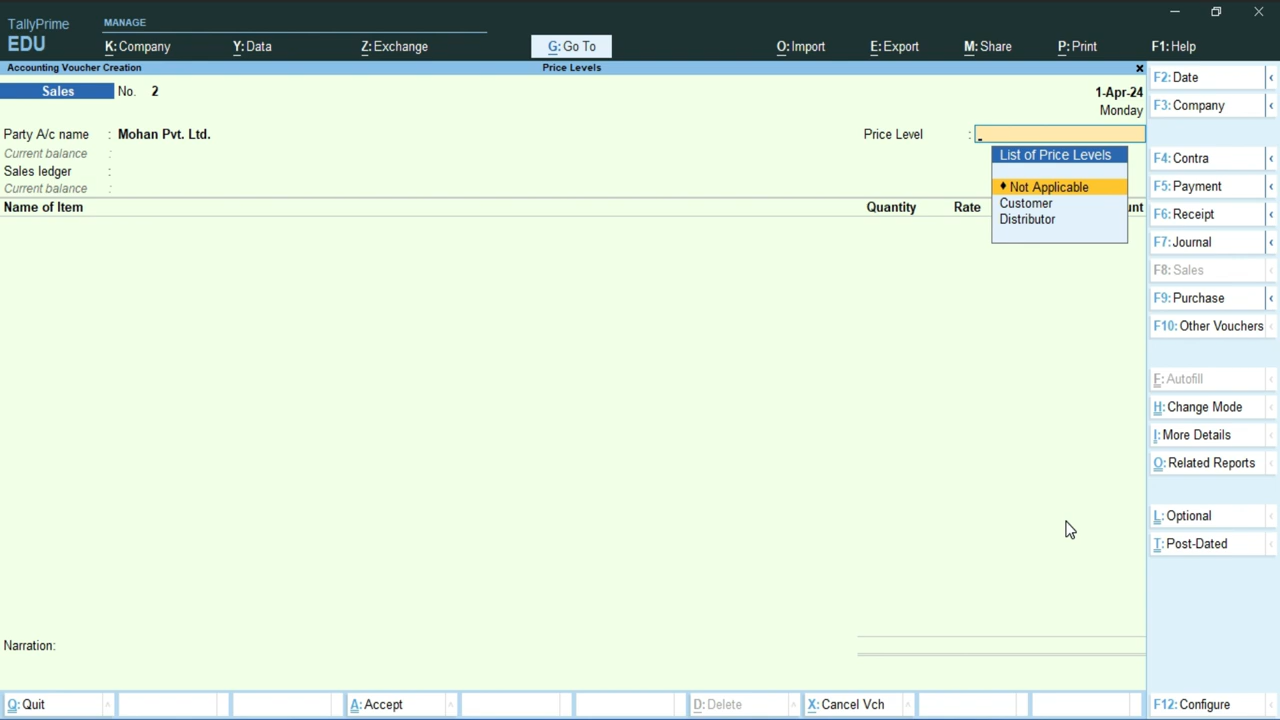 TallyPrime
EDU
MANAGE
K:Company
Y:Data
Z:Exchange
G:Go To
O:Import
E:Export
M:Share
P:Print
F1:Help
Accounting Voucher Creation
Price Levels
Sales
No. 2
1-Apr-24
Monday
Party A/c name : Mohan Pvt. Ltd.
Price Level :
Current balance :
Sales ledger :
Current balance :
List of Price Levels
♦ Not Applicable
Customer
Distributor
Name of Item
Quantity
Rate
unt
Narration:
F2:Date
F3:Company
F4:Contra
F5:Payment
F6:Receipt
F7:Journal
F8:Sales
F9:Purchase
F10:Other Vouchers
F:Autofill
H:Change Mode
I:More Details
O:Related Reports
L:Optional
T:Post-Dated
Q:Quit
A:Accept
D:Delete
X:Cancel Vch
F12:Configure